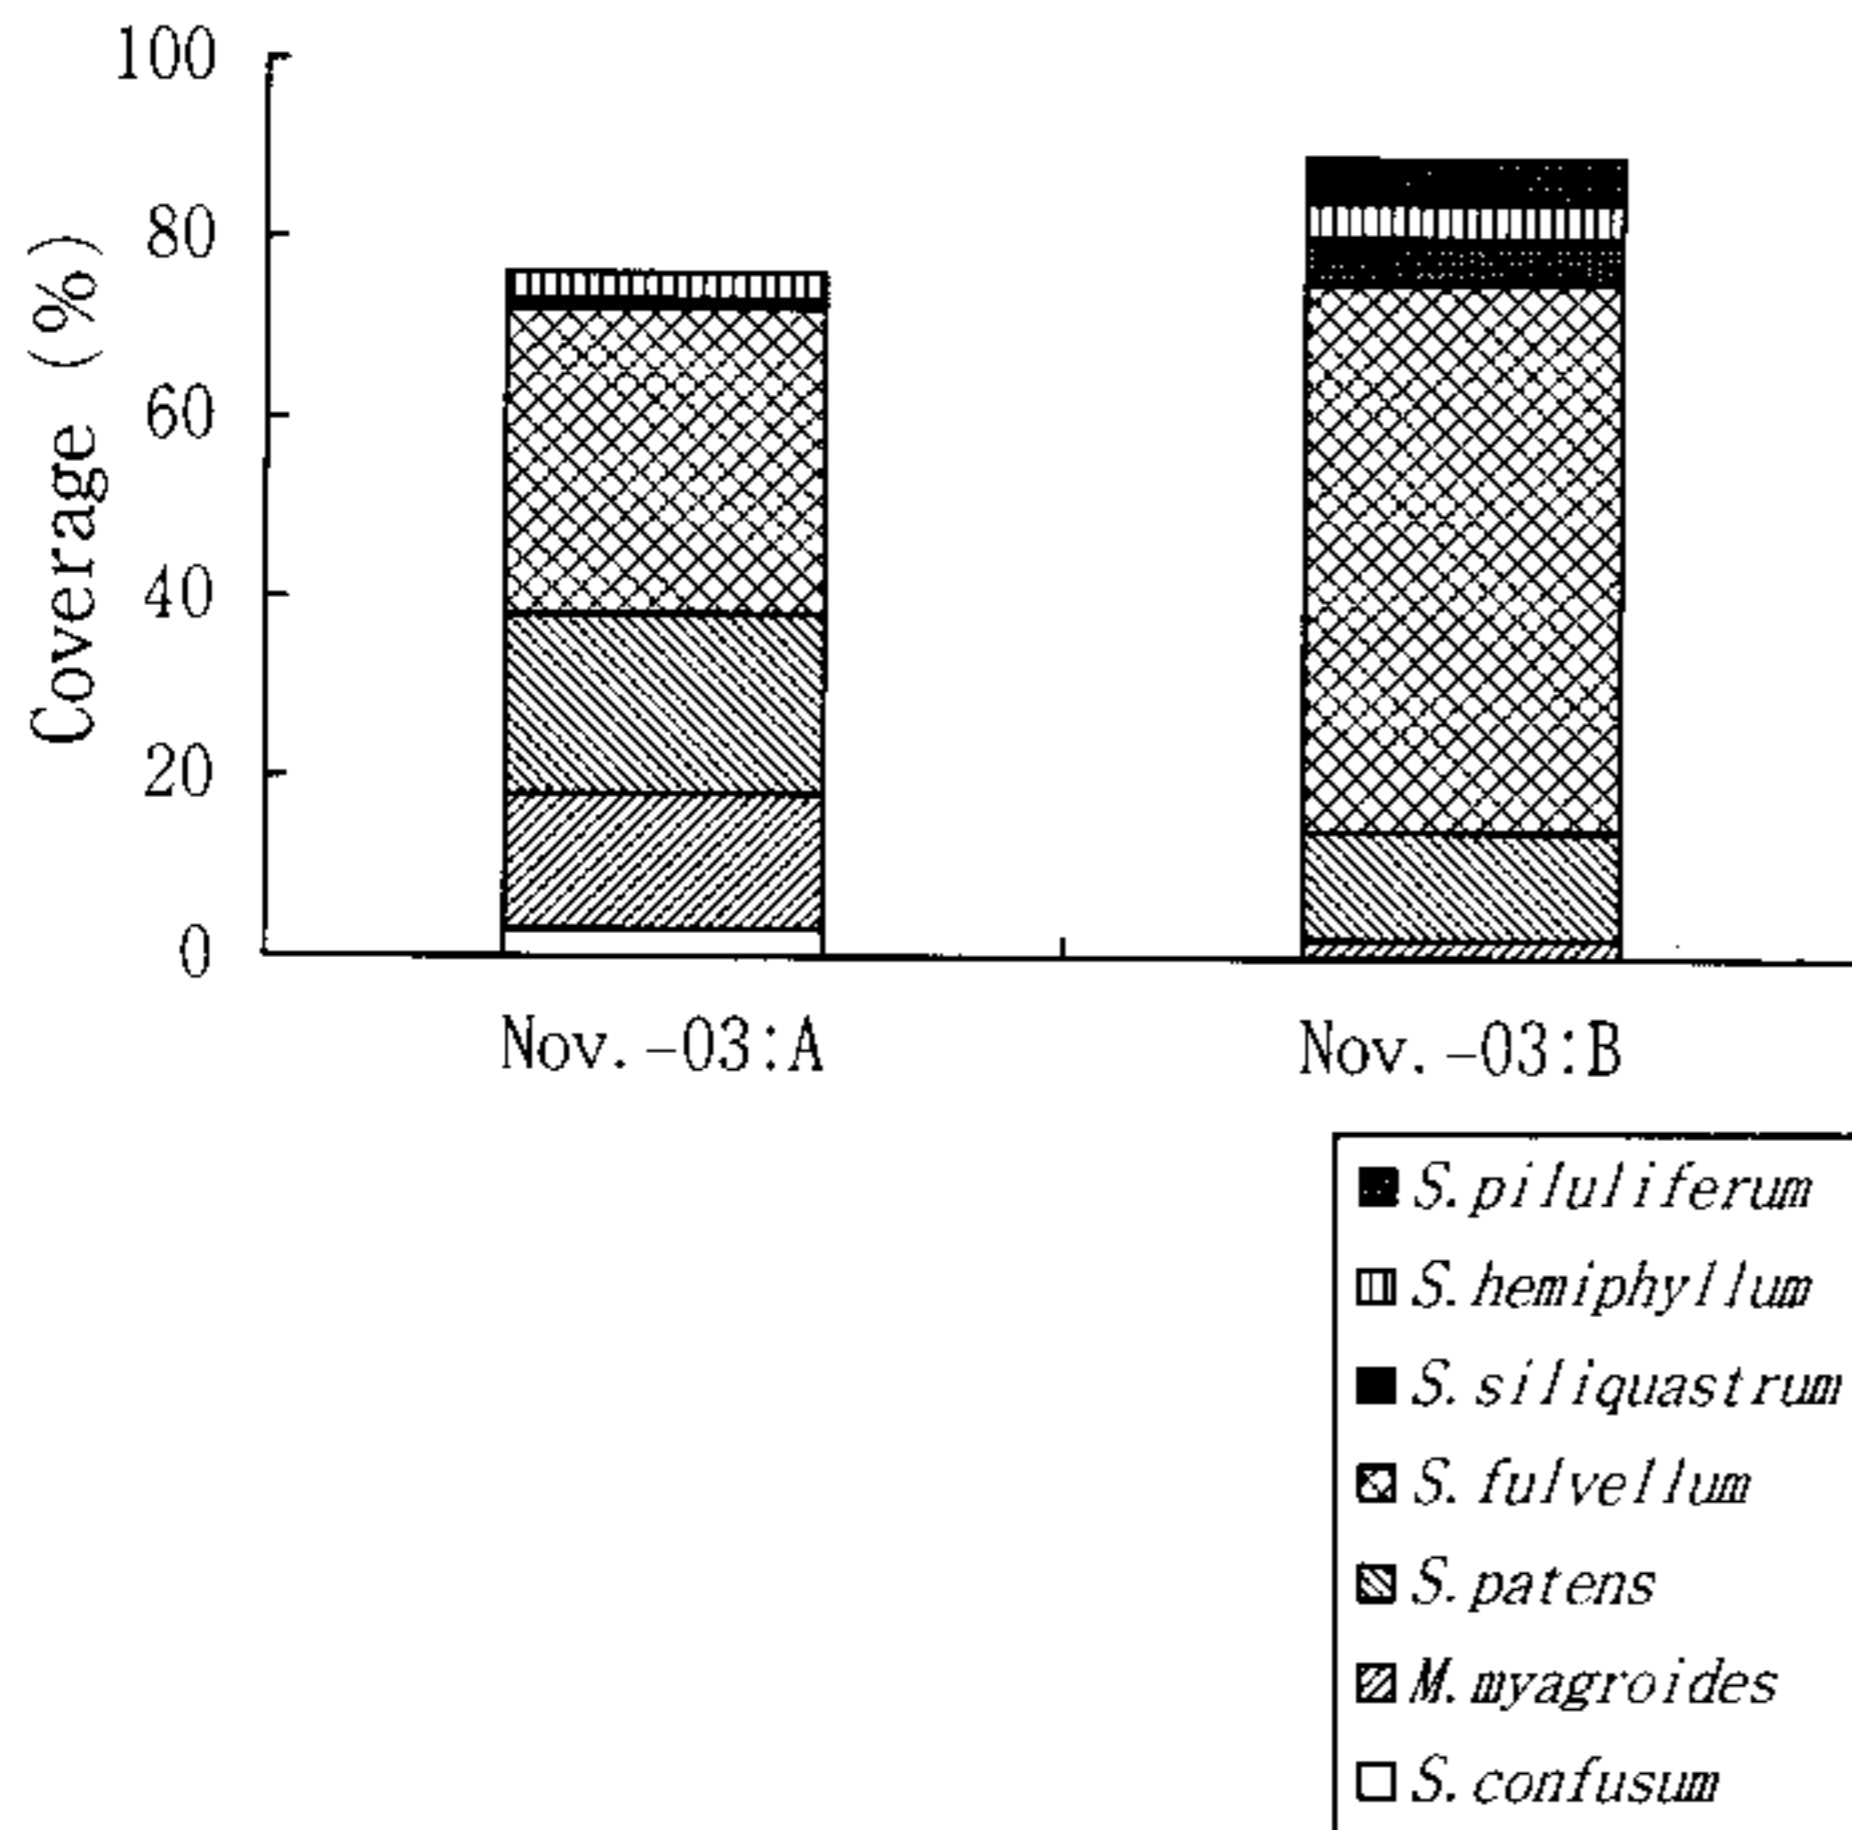 100
80
60
40
20
0
Coverage (%)
Nov.-03:A
Nov.-03:B
S.piluliferum
S.hemiphyllum
S.siliquastrum
S.fulvellum
S.patens
M.myagroides
S.confusum